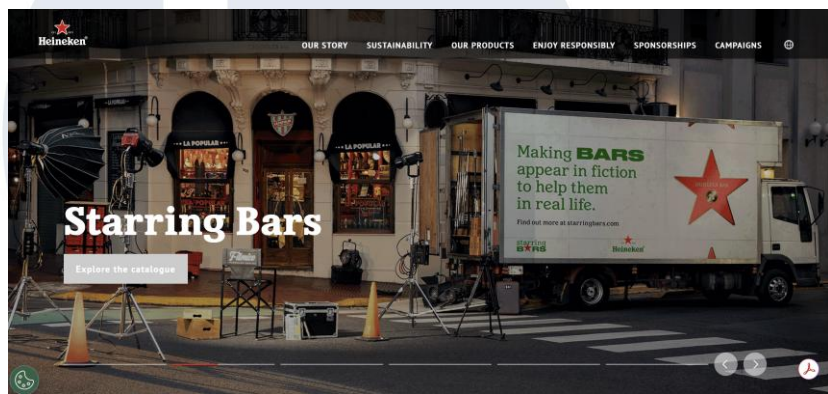 Heineken®
OUR STORY SUSTAINABILITY OUR PRODUCTS ENJOY RESPONSIBLY SPONSORSHIPS CAMPAIGNS
LA POPULAR
LA POPULAR
Making BARS
appear in fiction
to help them
in real life.
Find out more at starringbars.com
starring
BARS
Heineken®
Starring Bars
Explore the catalogue